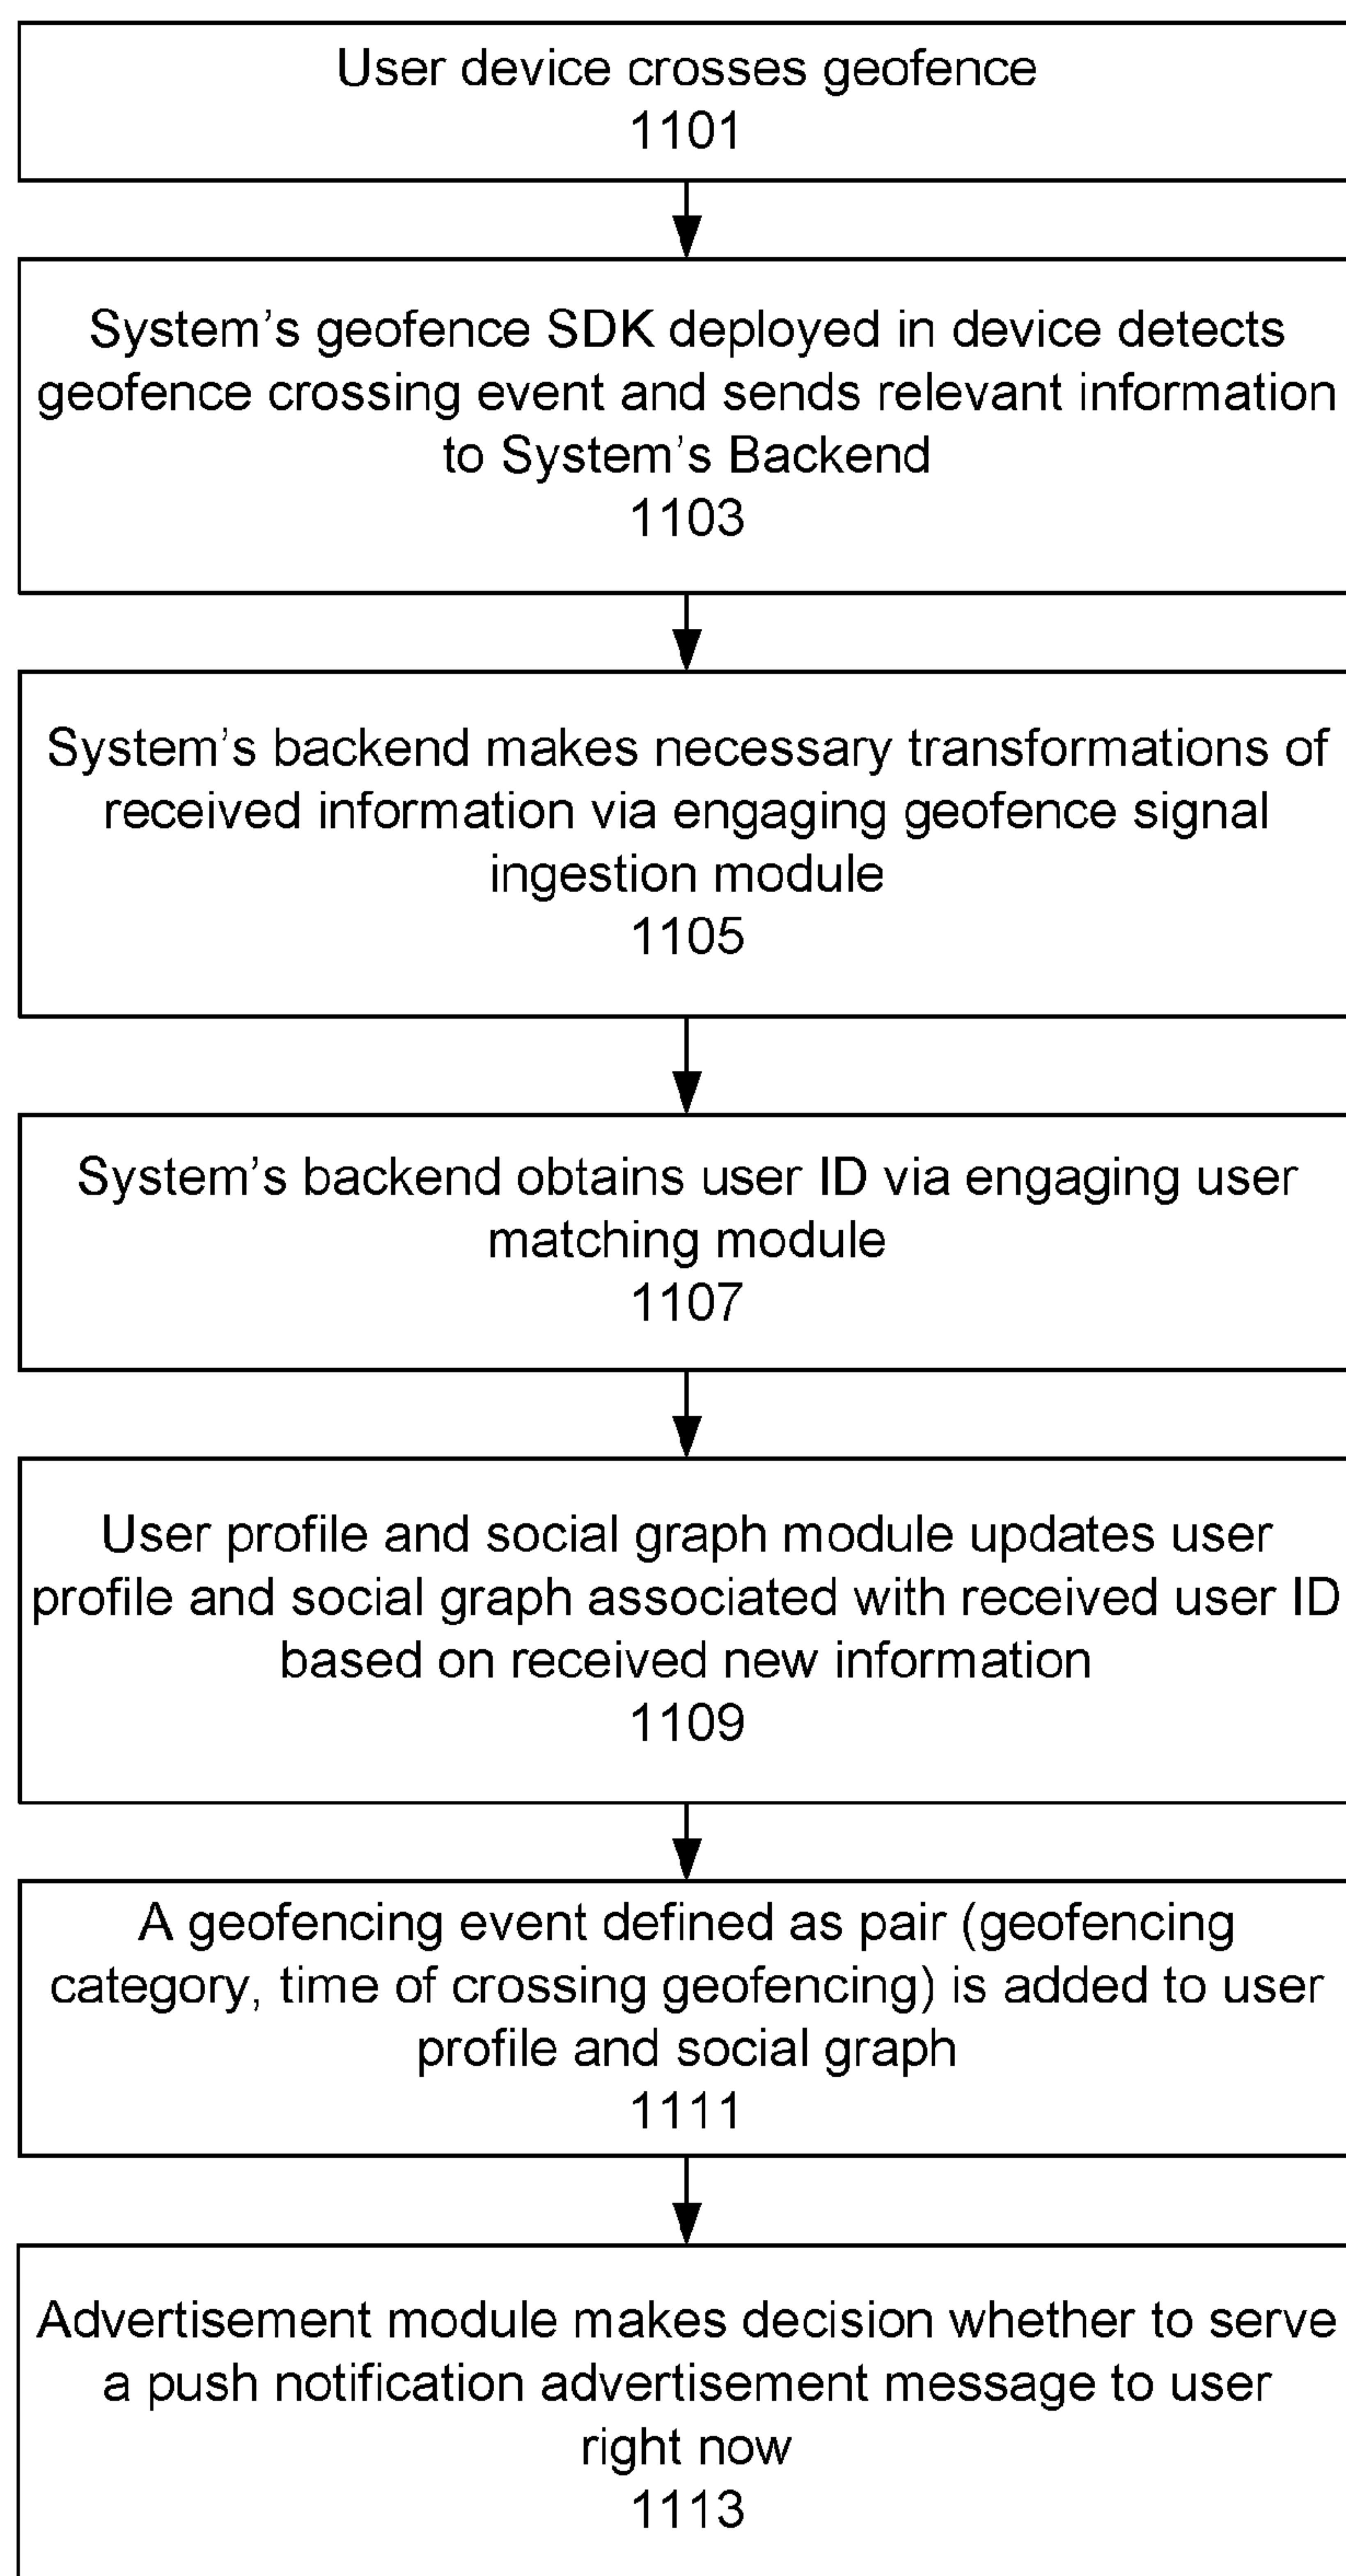 User device crosses geofence
1101
System’s geofence SDK deployed in device detects
geofence crossing event and sends relevant information
to System’s Backend
1103
System’s backend makes necessary transformations of
received information via engaging geofence signal
ingestion module
1105
System’s backend obtains user ID via engaging user
matching module
1107
User profile and social graph module updates user
profile and social graph associated with received user ID
based on received new information
1109
A geofencing event defined as pair (geofencing
category, time of crossing geofencing) is added to user
profile and social graph
1111
Advertisement module makes decision whether to serve
a push notification advertisement message to user
right now
1113